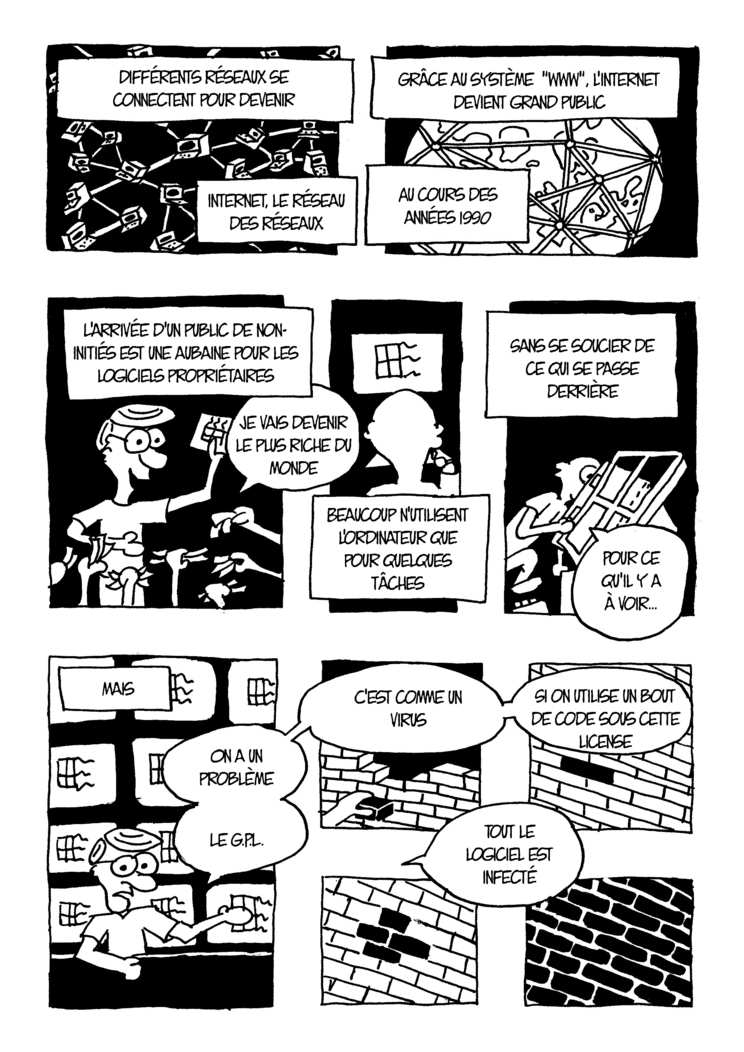 DIFFÉRENTS RÉSEAUX SE
CONNECTENT POUR DEVENIR
INTERNET, LE RÉSEAU
DES RÉSEAUX
GRÂCE AU SYSTÈME "WWW", L'INTERNET
DEVIENT GRAND PUBLIC
AU COURS DES
ANNÉES 1990
L'ARRIVÉE D'UN PUBLIC DE NON-
INITIÉS EST UNE AUBAINE POUR LES
LOGICIELS PROPRIÉTAIRES
JE VAIS DEVENIR
LE PLUS RICHE DU
MONDE
BEAUCOUP N'UTILISENT
L'ORDINATEUR QUE
POUR QUELQUES
TÂCHES
SANS SE SOUCIER DE
CE QUI SE PASSE
DERRIÈRE
POUR CE
QU'IL Y A
À VOIR...
MAIS
ON A UN
PROBLÈME
LE G.P.L.
C'EST COMME UN
VIRUS
SI ON UTILISE UN BOUT
DE CODE SOUS CETTE
LICENSE
TOUT LE
LOGICIEL EST
INFECTÉ